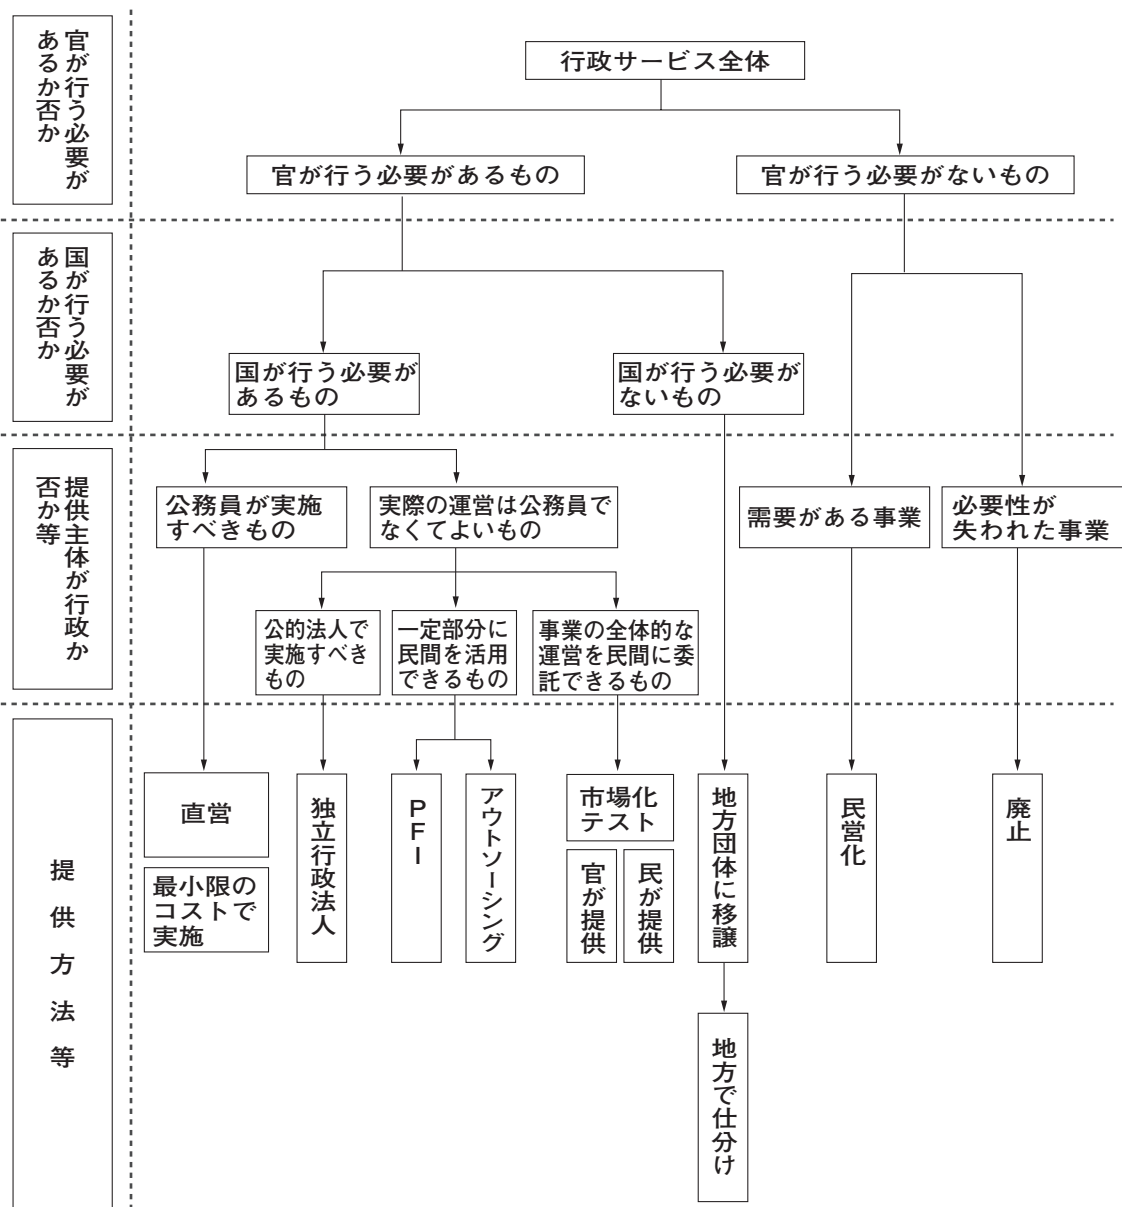 官が行う必要が
あるか否か
行政サービス全体
官が行う必要があるもの
官が行う必要がないもの
国が行う必要が
あるか否か
国が行う必要が
あるもの
国が行う必要が
ないもの
提供主体が行政か
否か等
公務員が実施
すべきもの
実際の運営は公務員で
なくてよいもの
需要がある事業
必要性が
失われた事業
公的法人で
実施すべき
もの
一定部分に
民間を活用
できるもの
事業の全体的な
運営を民間に委
託できるもの
提供方法等
直営
最小限の
コストで
実施
独立行政法人
PFI
アウトソーシング
市場化
テスト
官が提供
民が提供
地方団体に移譲
地方で仕分け
民営化
廃止